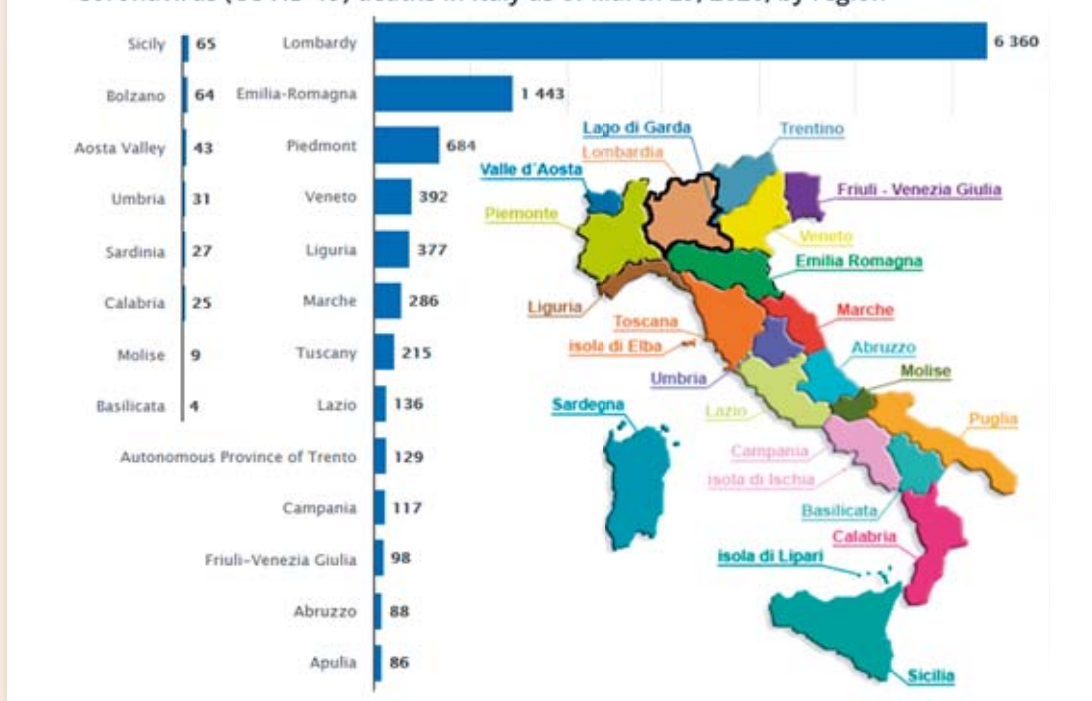 Sicily 65
Bolzano 64
Aosta Valley 43
Umbria 31
Sardinia 27
Calabria 25
Molise 9
Basilicata 4
Lombardy 6 360
Emilia-Romagna 1 443
Piedmont 684
Veneto 392
Liguria 377
Marche 286
Tuscany 215
Lazio 136
Autonomous Province of Trento 129
Campania 117
Friuli-Venezia Giulia 98
Abruzzo 88
Apulia 86
Lago di Garda
Trentino
Lombardia
Valle d'Aosta
Friuli - Venezia Giulia
Piemonte
Veneto
Emilia Romagna
Liguria
Marche
Toscana
isola di Elba
Abruzzo
Molise
Umbria
Sardegna
Lazio
Puglia
Campania
isola di Ischia
Basilicata
Calabria
isola di Lipari
Sicilia